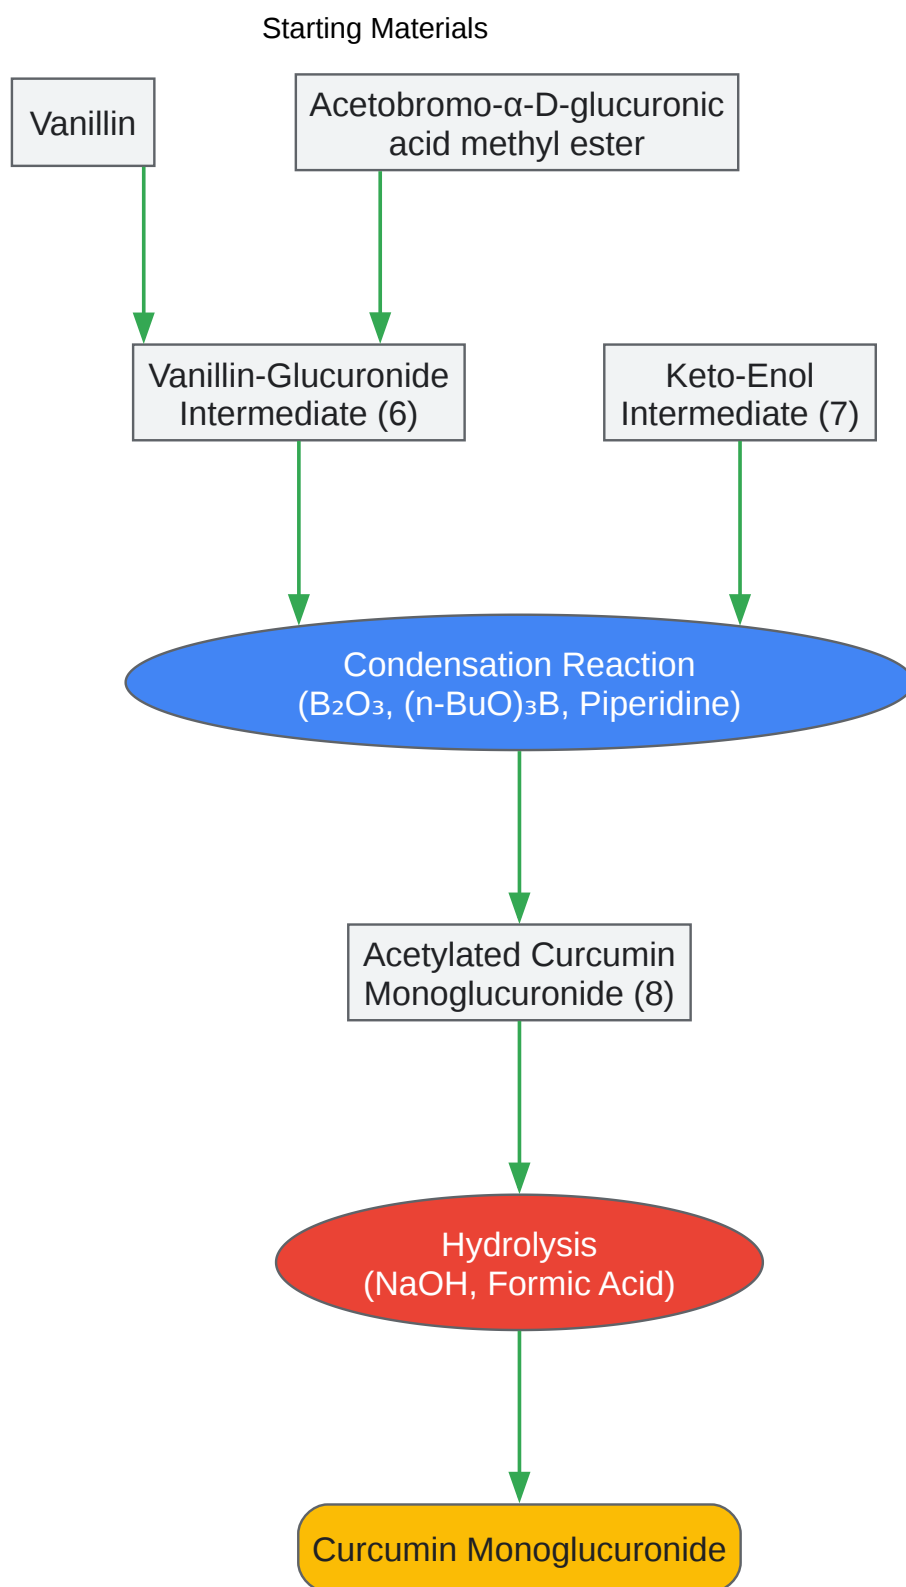 Starting Materials
Vanillin
Acetobromo-α-D-glucuronic
acid methyl ester
Vanillin-Glucuronide
Intermediate (6)
Keto-Enol
Intermediate (7)
Condensation Reaction
(B₂O₃, (n-BuO)₃B, Piperidine)
Acetylated Curcumin
Monoglucuronide (8)
Hydrolysis
(NaOH, Formic Acid)
Curcumin Monoglucuronide